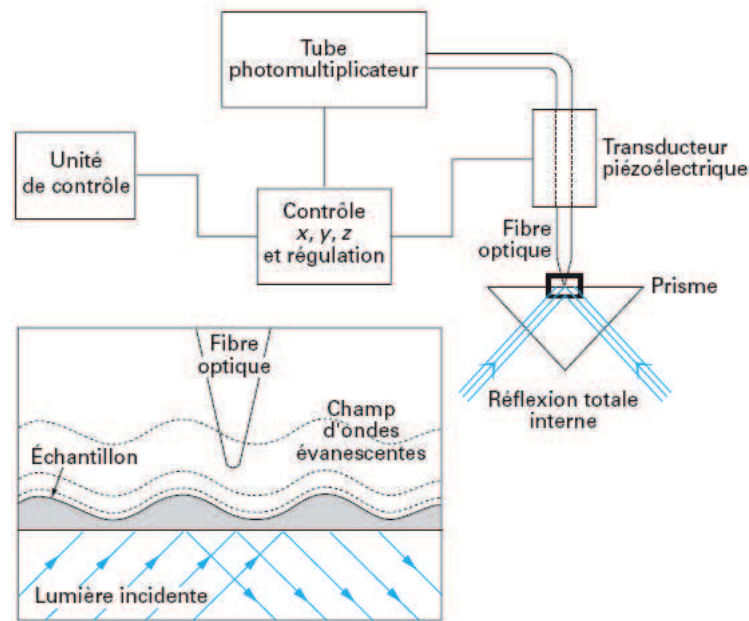 Tube
photomultiplicateur
Unité
de contrôle
Transducteur
piézoélectrique
Contrôle
x, y, z
et régulation
Fibre
optique
Prisme
Réflexion totale
interne
Fibre
optique
Champ
d'ondes
évanescentes
Échantillon
Lumière incidente